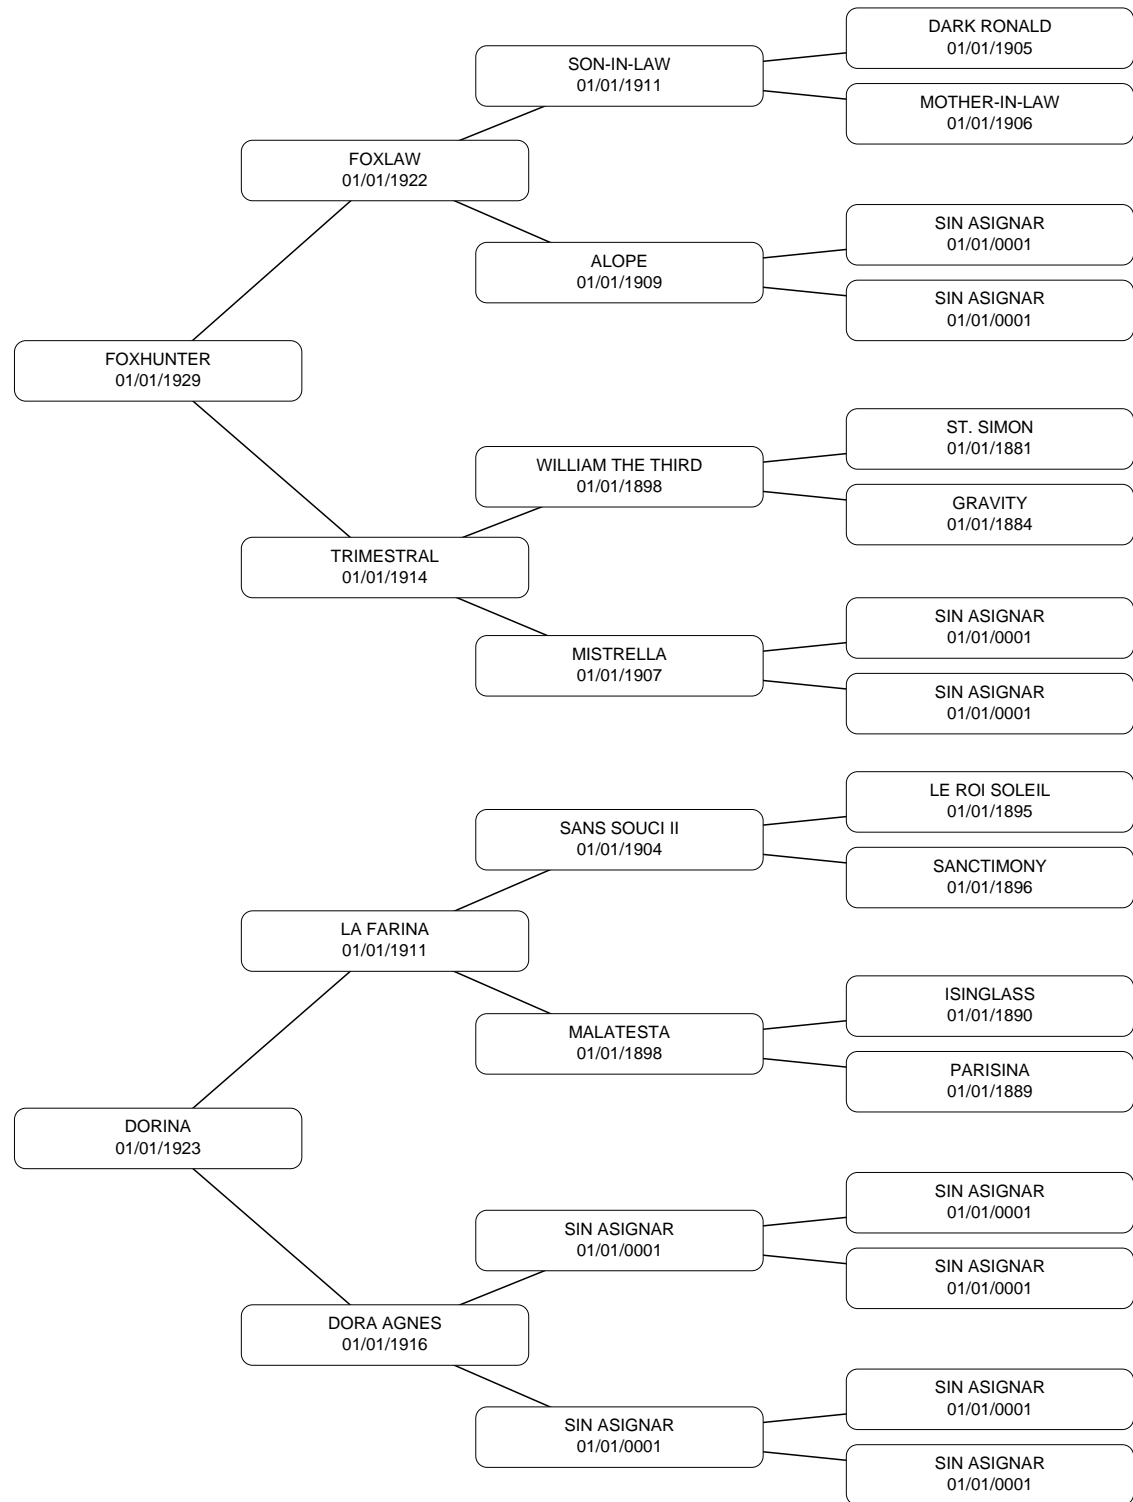 DARK RONALD
01/01/1905
SON-IN-LAW
01/01/1911
MOTHER-IN-LAW
01/01/1906
FOXLAW
01/01/1922
SIN ASIGNAR
01/01/0001
ALOPE
01/01/1909
SIN ASIGNAR
01/01/0001
FOXHUNTER
01/01/1929
ST. SIMON
01/01/1881
WILLIAM THE THIRD
01/01/1898
GRAVITY
01/01/1884
TRIMESTRAL
01/01/1914
SIN ASIGNAR
01/01/0001
MISTRELLA
01/01/1907
SIN ASIGNAR
01/01/0001
LE ROI SOLEIL
01/01/1895
SANS SOUCI II
01/01/1904
SANCTIMONY
01/01/1896
LA FARINA
01/01/1911
ISINGLASS
01/01/1890
MALATESTA
01/01/1898
PARISINA
01/01/1889
DORINA
01/01/1923
SIN ASIGNAR
01/01/0001
SIN ASIGNAR
01/01/0001
SIN ASIGNAR
01/01/0001
DORA AGNES
01/01/1916
SIN ASIGNAR
01/01/0001
SIN ASIGNAR
01/01/0001
SIN ASIGNAR
01/01/0001